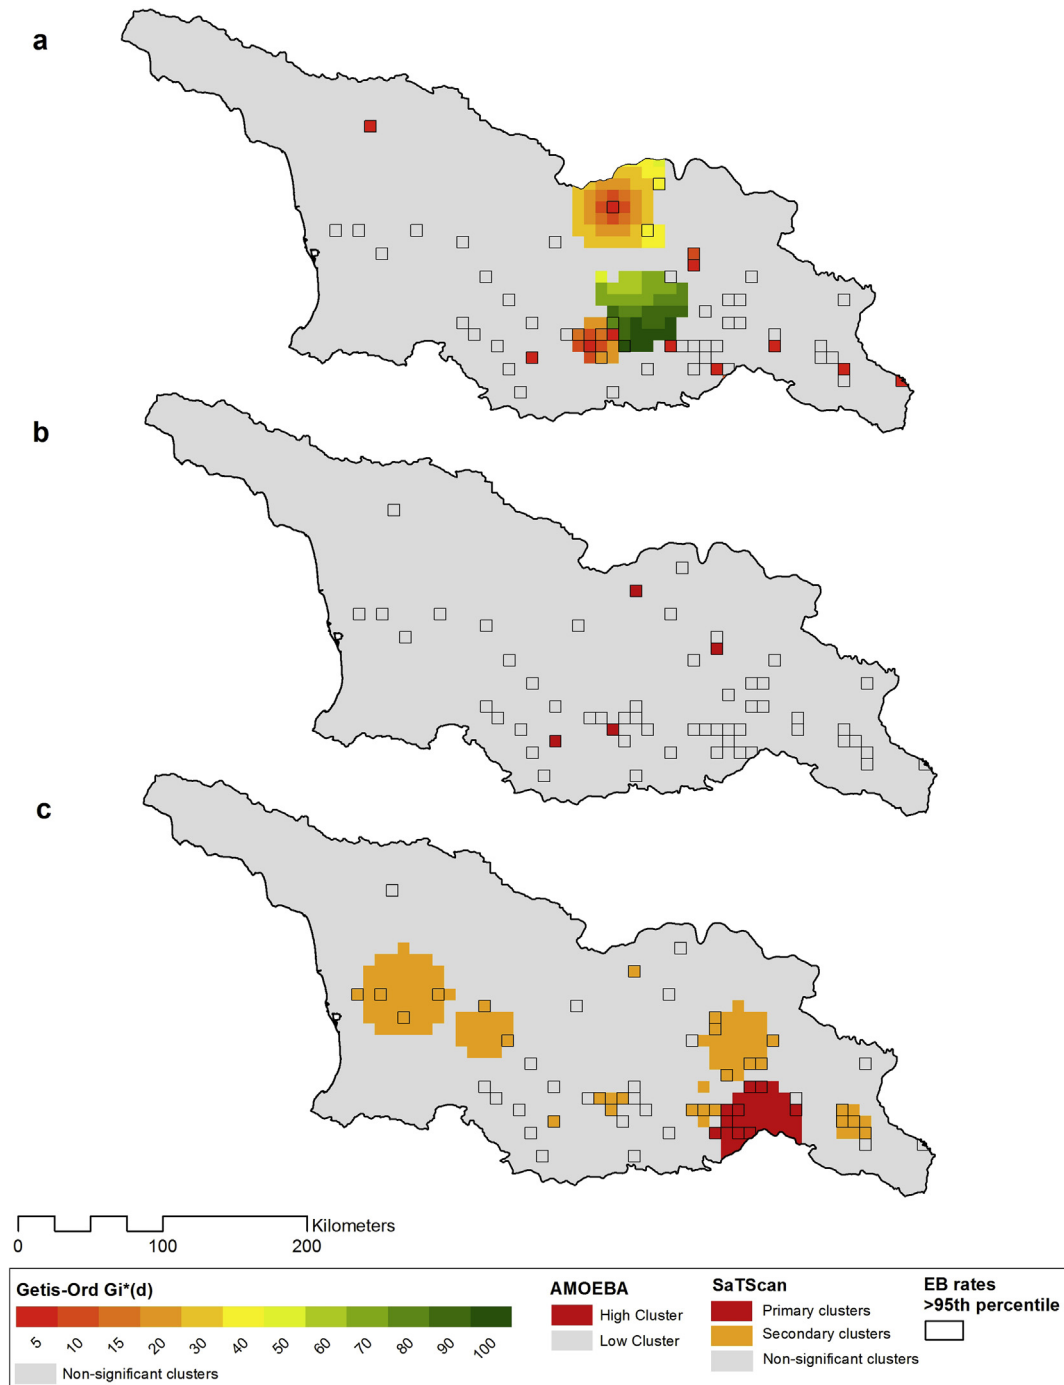 a
b
c
Kilometers
0 100 200
Getis-Ord Gi*(d)
5 10 15 20 30 40 50 60 70 80 90 100
Non-significant clusters
AMOEBA
High Cluster
Low Cluster
SaTScan
Primary clusters
Secondary clusters
Non-significant clusters
EB rates
>95th percentile